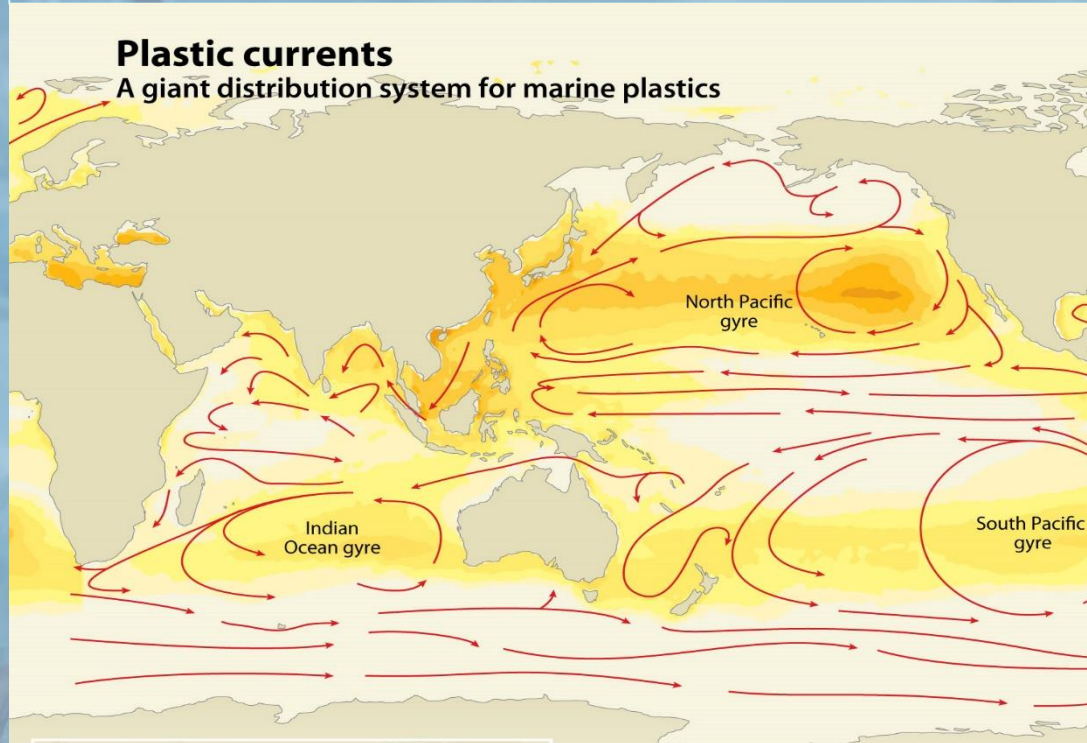 Plastic currents
A giant distribution system for marine plastics
North Pacific
gyre
Indian
Ocean gyre
South Pacific
gyre